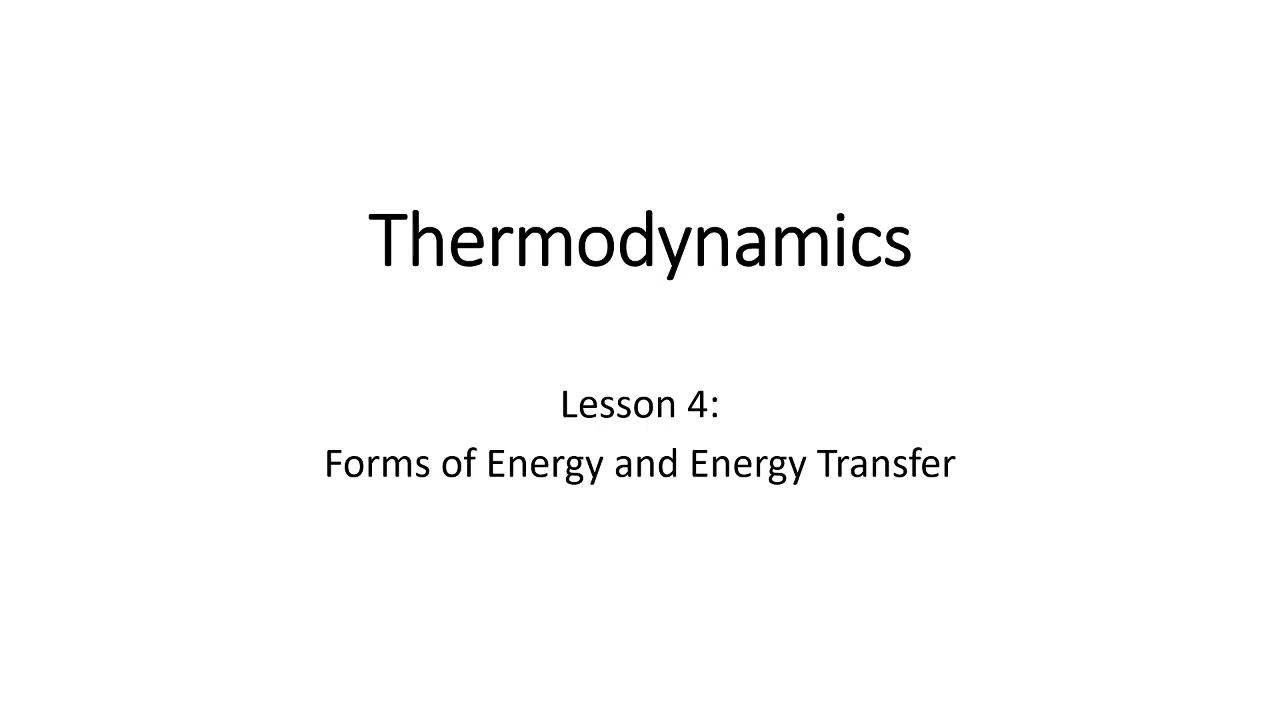 Thermodynamics
Lesson 4:
Forms of Energy and Energy Transfer